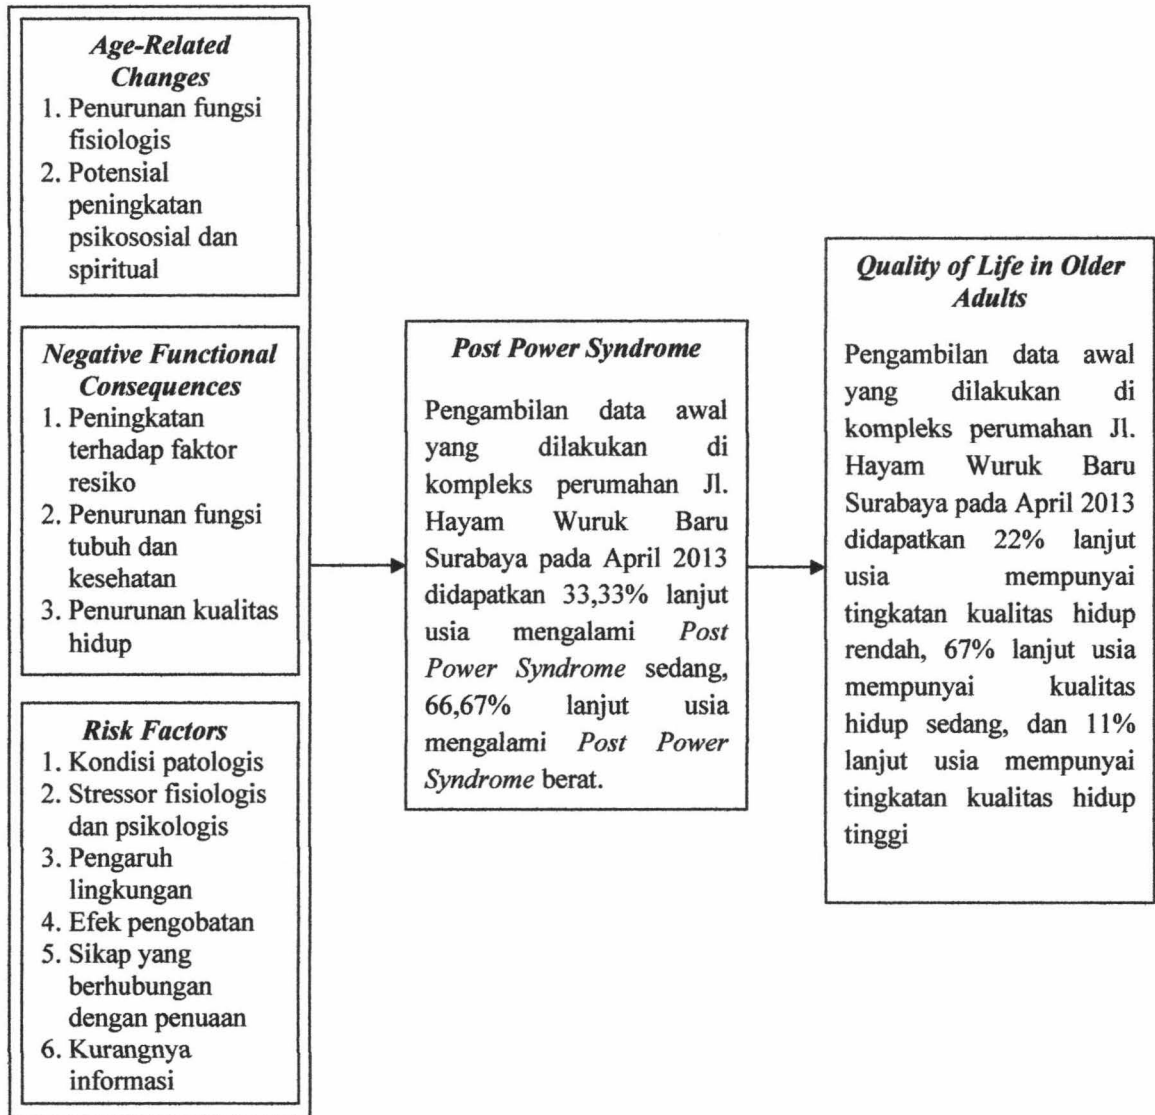 Age-Related
Changes
1. Penurunan fungsi
fisiologis
2. Potensial
peningkatan
psikososial dan
spiritual
Negative Functional
Consequences
1. Peningkatan
terhadap faktor
resiko
2. Penurunan fungsi
tubuh dan
kesehatan
3. Penurunan kualitas
hidup
Risk Factors
1. Kondisi patologis
2. Stressor fisiologis
dan psikologis
3. Pengaruh
lingkungan
4. Efek pengobatan
5. Sikap yang
berhubungan
dengan penuaan
6. Kurangnya
informasi
Post Power Syndrome
Pengambilan data awal
yang dilakukan di
kompleks perumahan Jl.
Hayam Wuruk Baru
Surabaya pada April 2013
didapatkan 33,33% lanjut
usia mengalami Post
Power Syndrome sedang,
66,67% lanjut usia
mengalami Post Power
Syndrome berat.
Quality of Life in Older
Adults
Pengambilan data awal
yang dilakukan di
kompleks perumahan Jl.
Hayam Wuruk Baru
Surabaya pada April 2013
didapatkan 22% lanjut
usia mempunyai
tingkatan kualitas hidup
rendah, 67% lanjut usia
mempunyai kualitas
hidup sedang, dan 11%
lanjut usia mempunyai
tingkatan kualitas hidup
tinggi